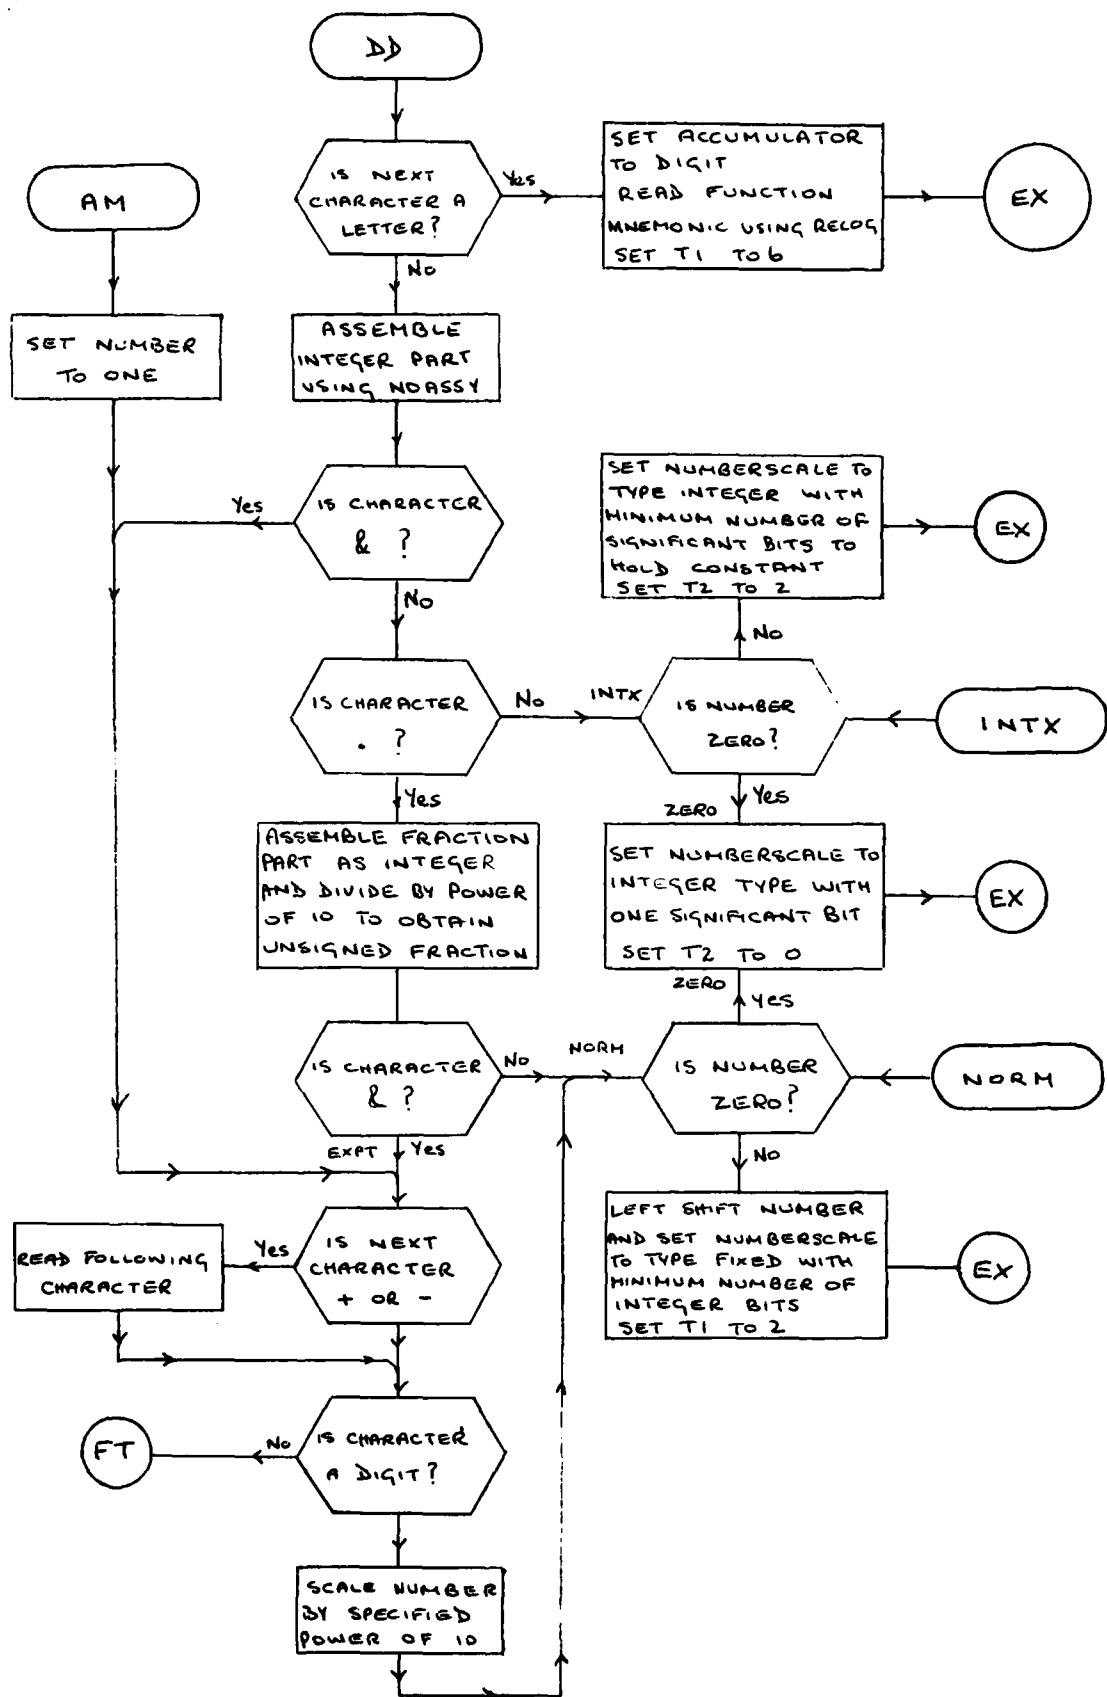 DD
IS NEXT
CHARACTER A
LETTER?
Yes
SET ACCUMULATOR
TO DIGIT
READ FUNCTION
MNEMONIC USING RELOG
SET T1 TO 6
EX
AM
No
SET NUMBER
TO ONE
ASSEMBLE
INTEGER PART
USING NOASSY
IS CHARACTER
& ?
Yes
No
SET NUMBERSCALE TO
TYPE INTEGER WITH
MINIMUM NUMBER OF
SIGNIFICANT BITS TO
HOLD CONSTANT
SET T2 TO 2
EX
No
IS CHARACTER
. ?
No
INTX
IS NUMBER
ZERO?
INTX
Yes
ZERO
Yes
ASSEMBLE FRACTION
PART AS INTEGER
AND DIVIDE BY POWER
OF 10 TO OBTAIN
UNSIGNED FRACTION
SET NUMBERSCALE TO
INTEGER TYPE WITH
ONE SIGNIFICANT BIT
SET T2 TO 0
EX
ZERO
Yes
IS CHARACTER
& ?
No
NORM
IS NUMBER
ZERO?
NORM
EXPT
Yes
No
LEFT SHIFT NUMBER
AND SET NUMBERSCALE
TO TYPE FIXED WITH
MINIMUM NUMBER OF
INTEGER BITS
SET T1 TO 2
EX
IS NEXT
CHARACTER
+ OR -
Yes
READ FOLLOWING
CHARACTER
IS CHARACTER
A DIGIT?
No
FT
SCALE NUMBER
BY SPECIFIED
POWER OF 10